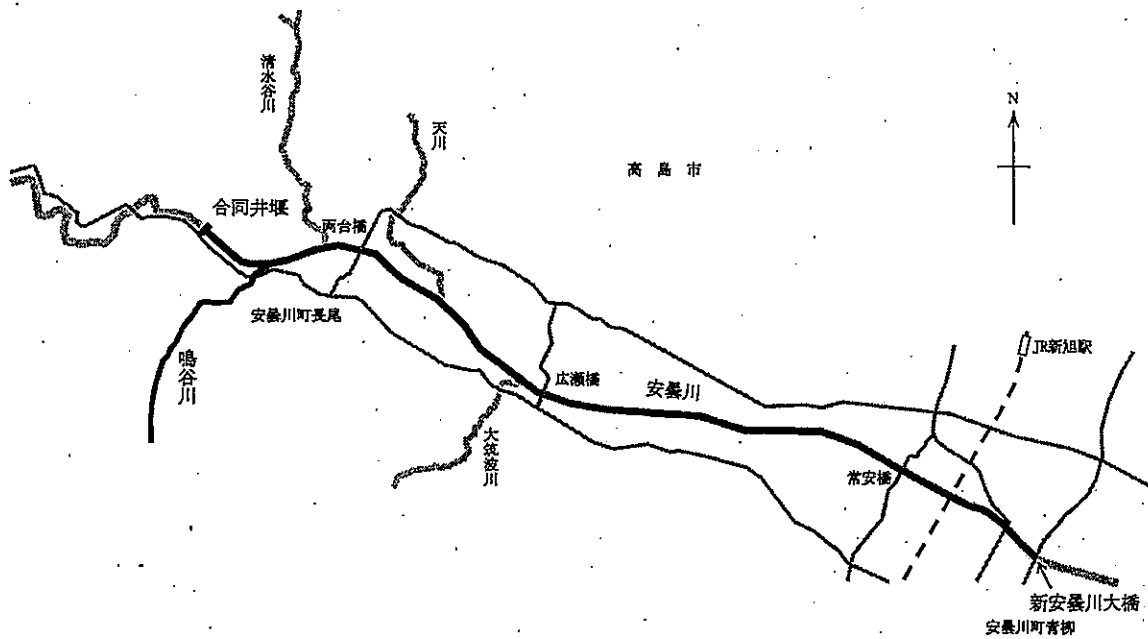 清水谷川
天川
N
高島市
合同井堰
両台橋
安曇川町長尾
鳴谷川
JR新旭駅
広瀬橋
安曇川
大筑波川
常安橋
新安曇川大橋
安曇川町青柳